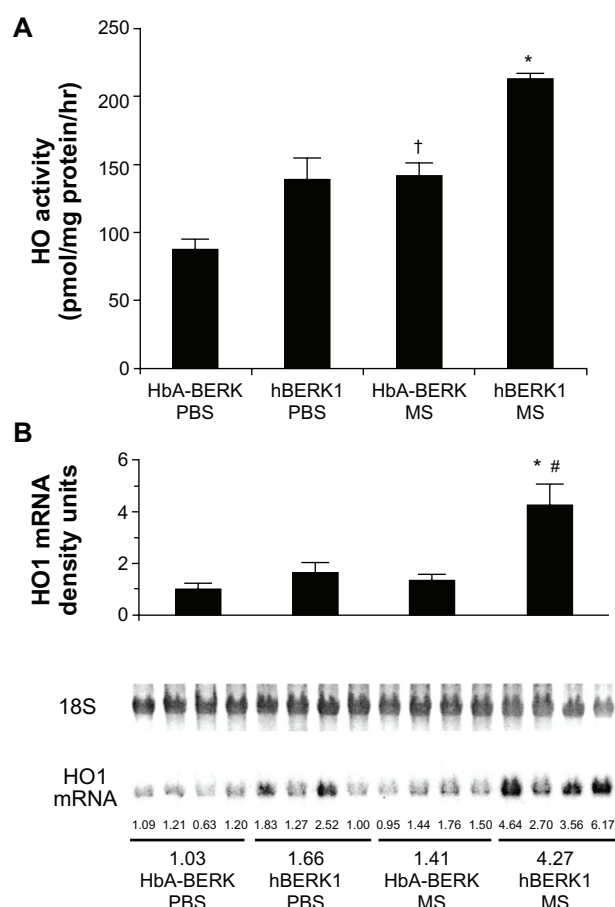 A
HO activity
(pmol/mg protein/hr)
250
200
150
100
50
0
†
*
HbA-BERK
PBS
hBERK1
PBS
HbA-BERK
MS
hBERK1
MS
B
HO1 mRNA
density units
6
4
2
0
* #
18S
HO1
mRNA
1.09 1.21 0.63 1.20 1.83 1.27 2.52 1.00 0.95 1.44 1.76 1.50 4.64 2.70 3.56 6.17
1.03 1.66 1.41 4.27
HbA-BERK hBERK1 HbA-BERK hBERK1
PBS PBS MS MS